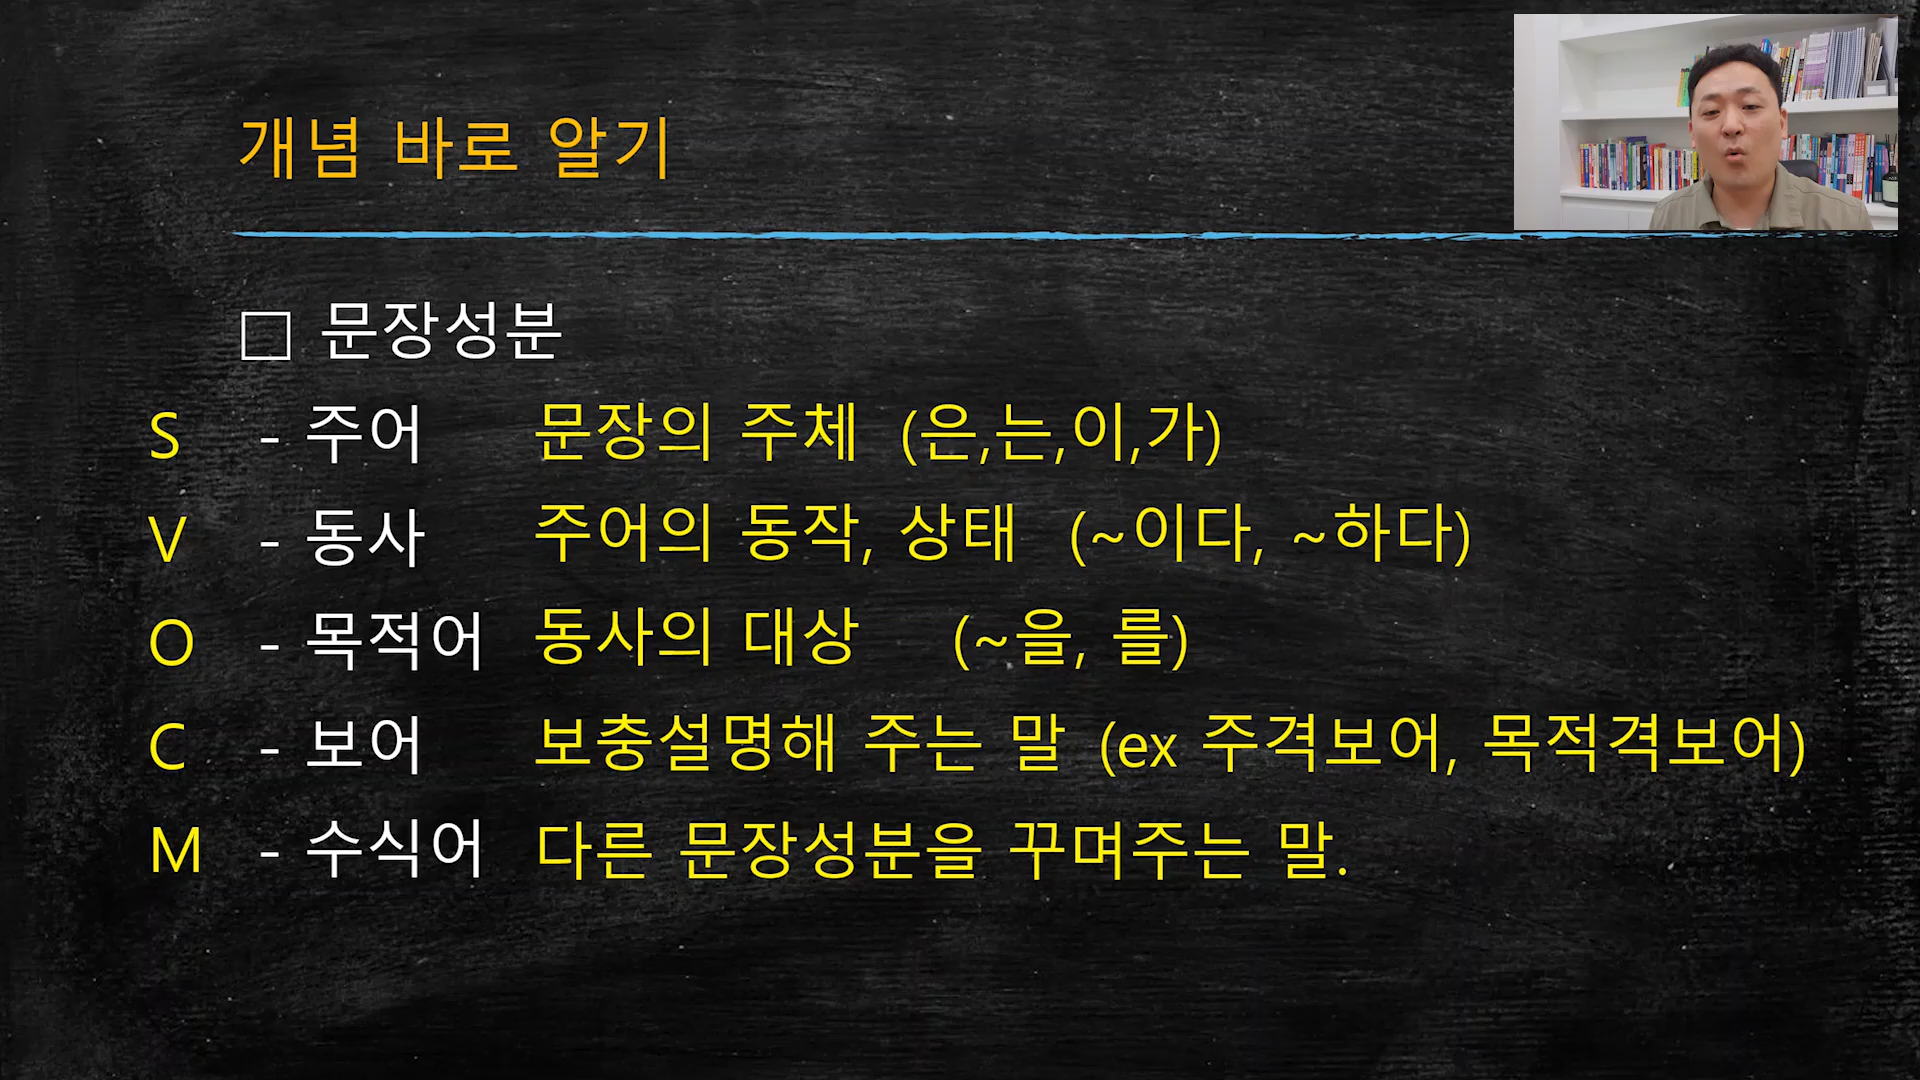 개념 바로 알기
□ 문장성분
S - 주어 문장의 주체 (은,는,이,가)
V - 동사 주어의 동작, 상태 (~이다, ~하다)
O - 목적어 동사의 대상 (~을, 를)
C - 보어 보충설명해 주는 말 (ex 주격보어, 목적격보어)
M - 수식어 다른 문장성분을 꾸며주는 말.